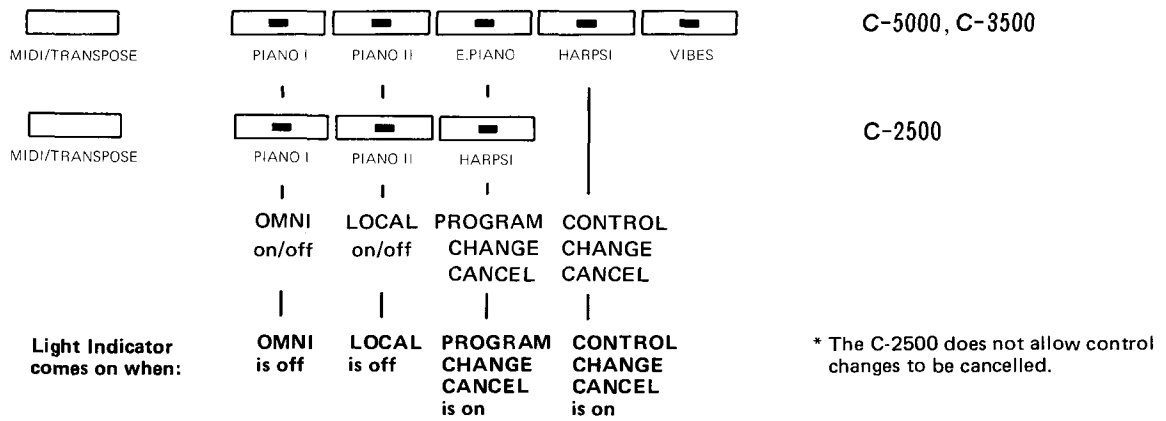 C-5000, C-3500
MIDI/TRANSPOSE PIANO I PIANO II E.PIANO HARPSI VIBES
C-2500
MIDI/TRANSPOSE PIANO I PIANO II HARPSI
OMNI LOCAL PROGRAM CONTROL
on/off on/off CHANGE CHANGE
CANCEL CANCEL
Light Indicator OMNI LOCAL PROGRAM CONTROL * The C-2500 does not allow control
comes on when: is off is off CHANGE CHANGE changes to be cancelled.
CANCEL CANCEL
is on is on